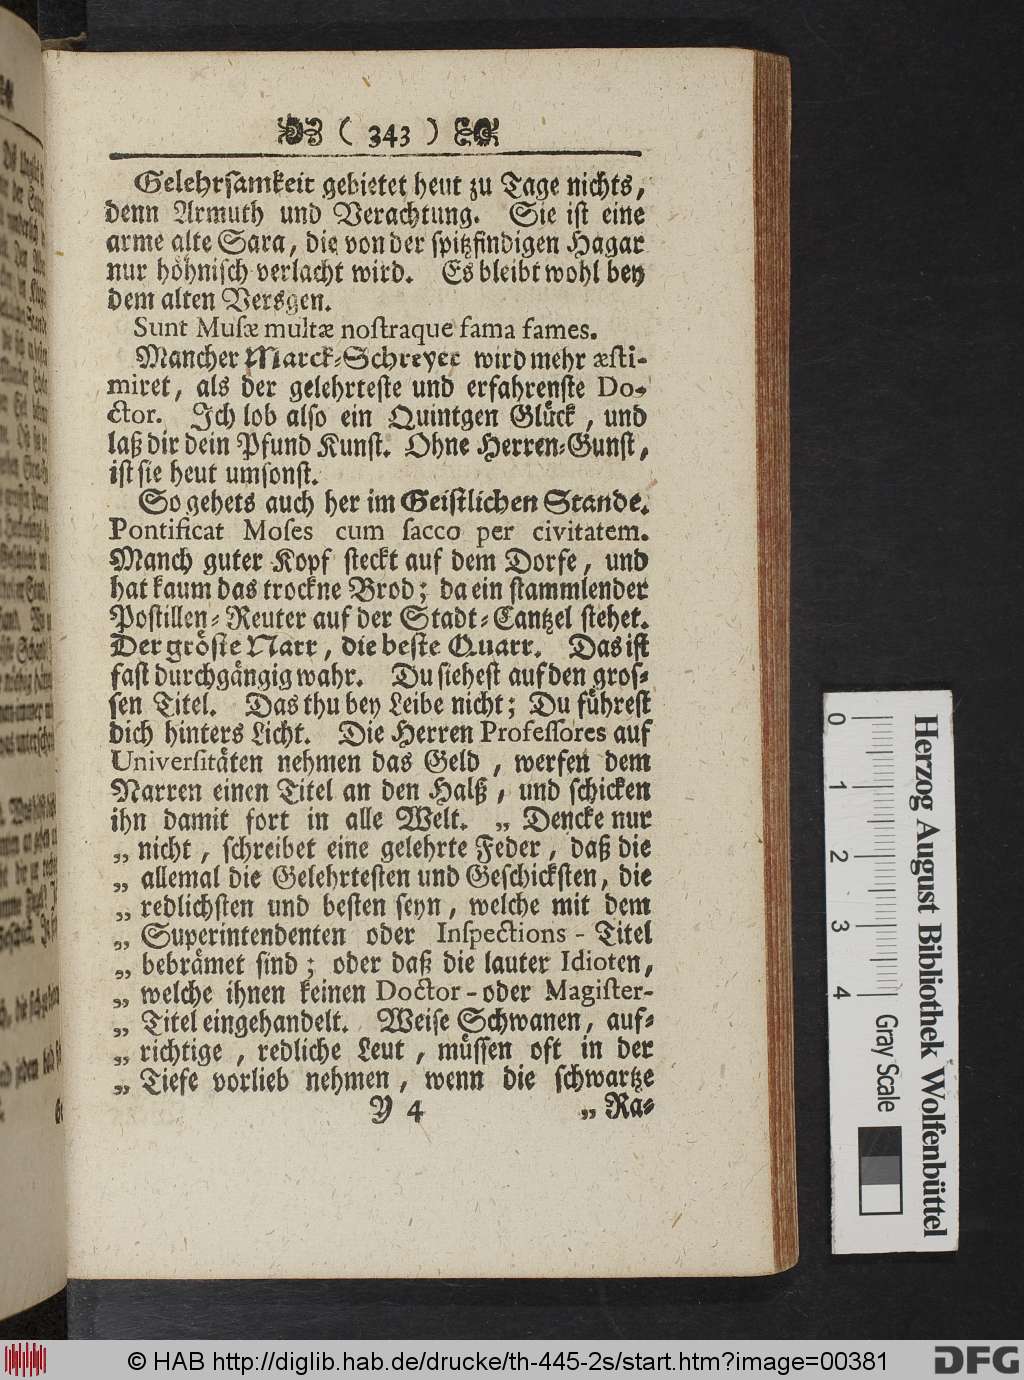 ( 343 )
Gelehrsamkeit gebietet heut zu Tage nichts,
denn Armuth und Verachtung. Sie ist eine
arme alte Sara, die von der spitzfindigen Hagar
nur höhnisch verlacht wird. Es bleibt wohl bey
dem alten Versgen.
Sunt Musæ multæ nostraque fama fames.
Mancher Marck-Schreyer wird mehr æsti-
miret, als der gelehrteste und erfahrenste Do-
ctor. Ich lob also ein Quintgen Glück, und
laß dir dein Pfund Kunst. Ohne Herren-Gunst,
ist sie heut umsonst.
So gehets auch her im Geistlichen Stande.
Pontificat Moses cum sacco per civitatem.
Manch guter Kopf steckt auf dem Dorfe, und
hat kaum das trockne Brod; da ein stammlender
Postillen-Reuter auf der Stadt-Cantzel stehet.
Der gröste Narr, die beste Quarr. Das ist
fast durchgängig wahr. Du siehest auf den gros-
sen Titel. Das thu bey Leibe nicht; Du führest
dich hinters Licht. Die Herren Professores auf
Universitäten nehmen das Geld, werfen dem
Narren einen Titel an den Halß, und schicken
ihn damit fort in alle Welt. „ Dencke nur
„ nicht, schreibet eine gelehrte Feder, daß die
„ allemal die Gelehrtesten und Geschicksten, die
„ redlichsten und besten seyn, welche mit dem
„ Superintendenten oder Inspections-Titel
„ bebrämet sind; oder daß die lauter Idioten,
„ welche ihnen keinen Doctor-oder Magister-
„ Titel eingehandelt. Weise Schwanen, auf-
„ richtige, redliche Leut, müssen oft in der
„ Tiefe vorlieb nehmen, wenn die schwartze
Y 4 „ Ra-
0 1 2 3 4
Gray Scale
Herzog August Bibliothek Wolfenbüttel
© HAB http://diglib.hab.de/drucke/th-445-2s/start.htm?image=00381
DFG